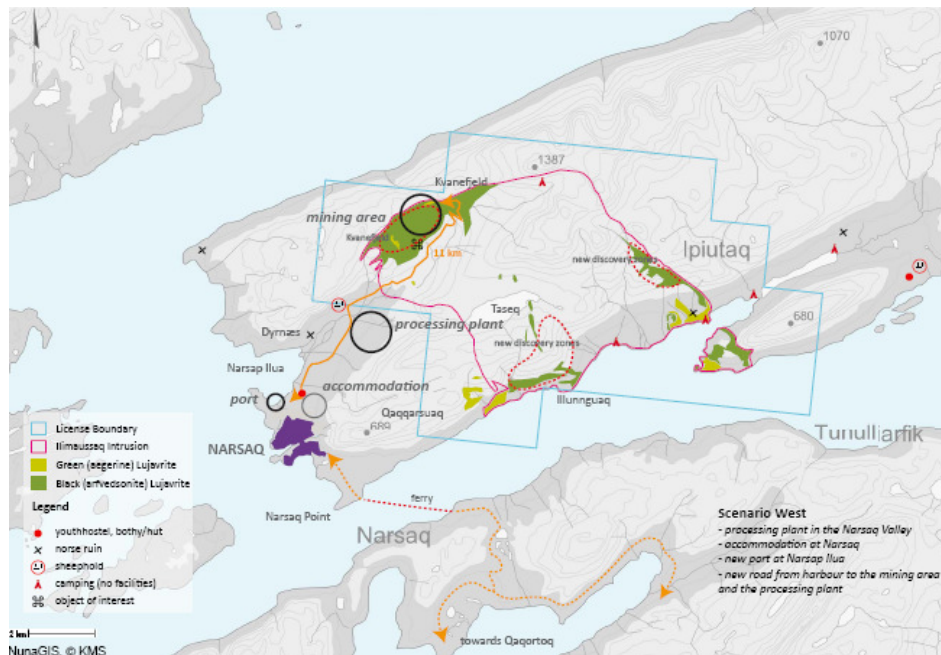 1070
1387
Kvanefield
mining area
Kvanefield
11 km
new discovery zones
Ipiutaq
Taseq
processing plant
Dyrnæs
new discovery zones
680
Narsap Ilua
accommodation
port
Illunnguaq
Qaqqarsuaq
689
Tunulliarfik
NARSAQ
License Boundary
Ilimaussaq Intrusion
Green (aegerine) Lujavrite
Black (arfvedsonite) Lujavrite
Legend
youthhostel, bothy/hut
norse ruin
sheephold
camping (no facilities)
object of interest
ferry
Narsaq Point
Narsaq
Scenario West
- processing plant in the Narsaq Valley
- accommodation at Narsaq
- new port at Narsap Ilua
- new road from harbour to the mining area
and the processing plant
towards Qaqortoq
2 km
NunaGIS, © KMS